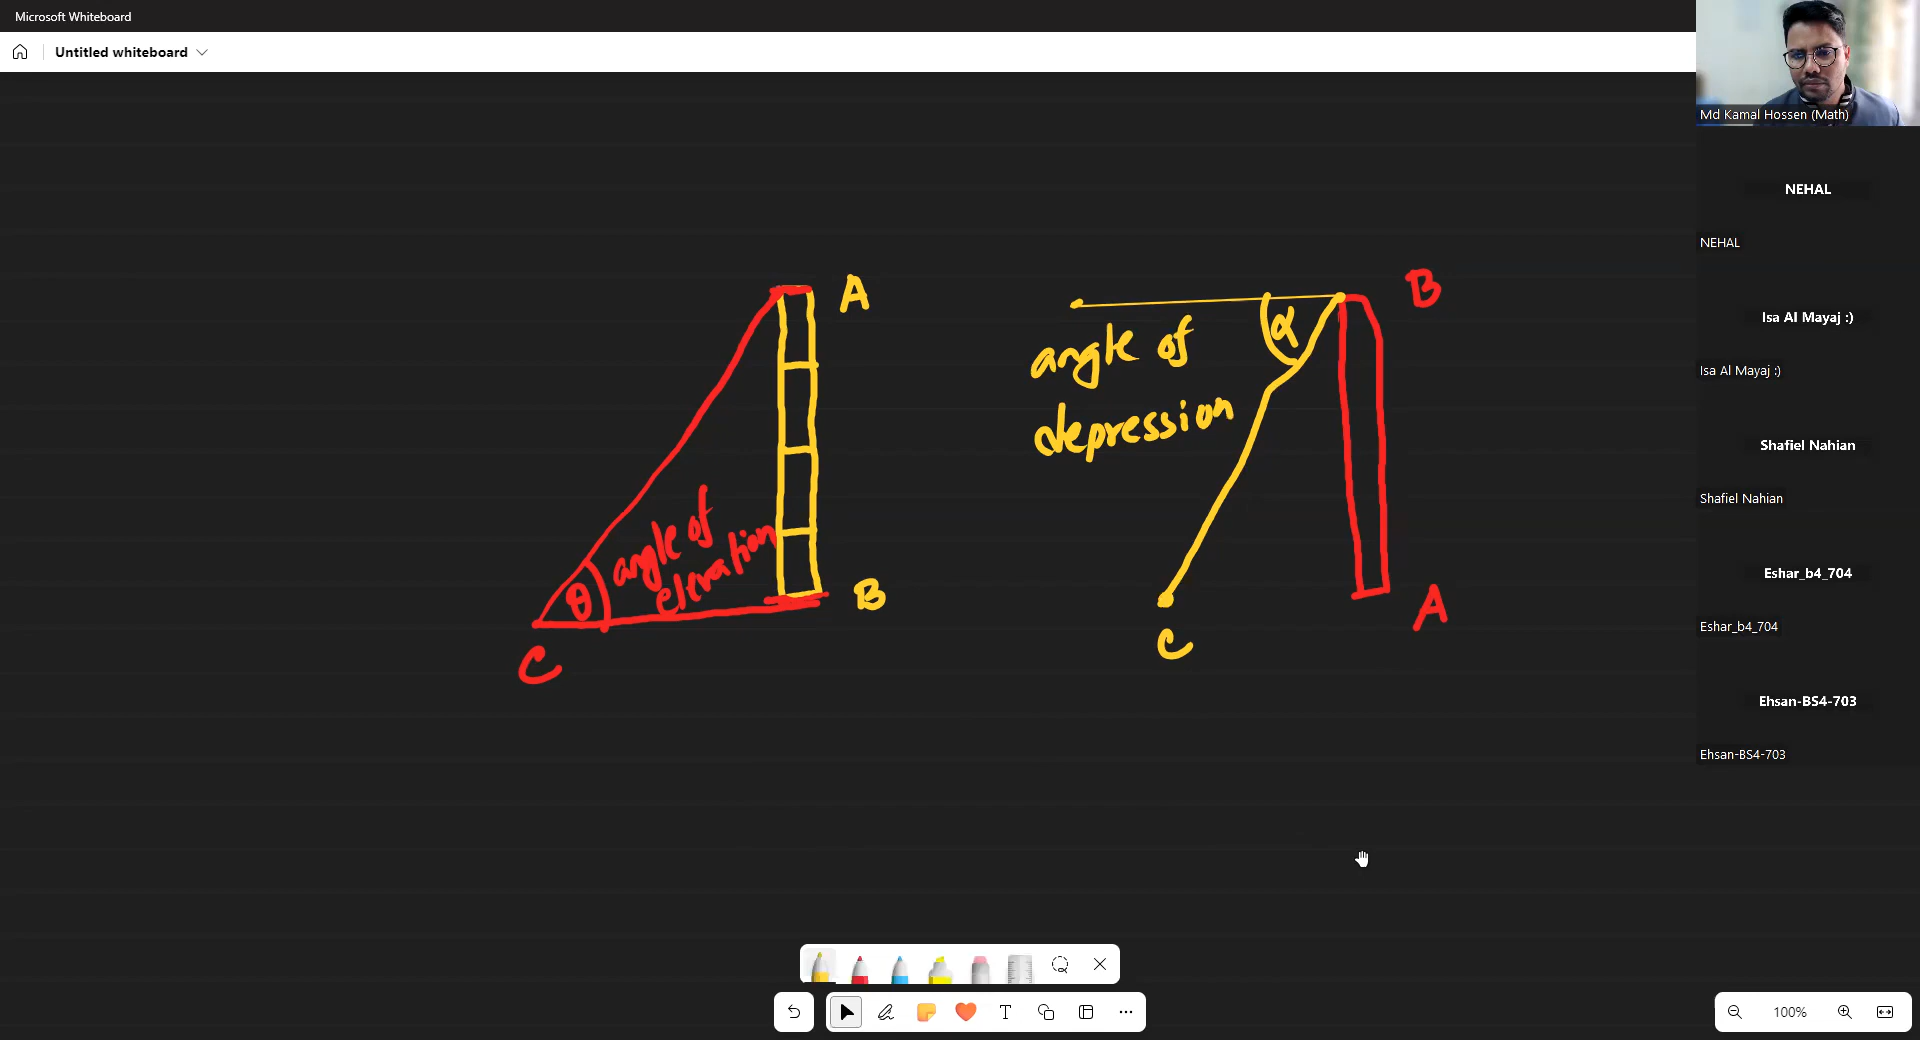 Microsoft Whiteboard
Untitled whiteboard
Md Kamal Hossen (Math)
NEHAL
NEHAL
Isa Al Mayaj :)
Isa Al Mayaj :)
Shafiel Nahian
Shafiel Nahian
Eshar_b4_704
Eshar_b4_704
Ehsan-BS4-703
Ehsan-BS4-703
A
B
C
θ
angle of
elevation
B
A
C
α
angle of
depression
T
100%